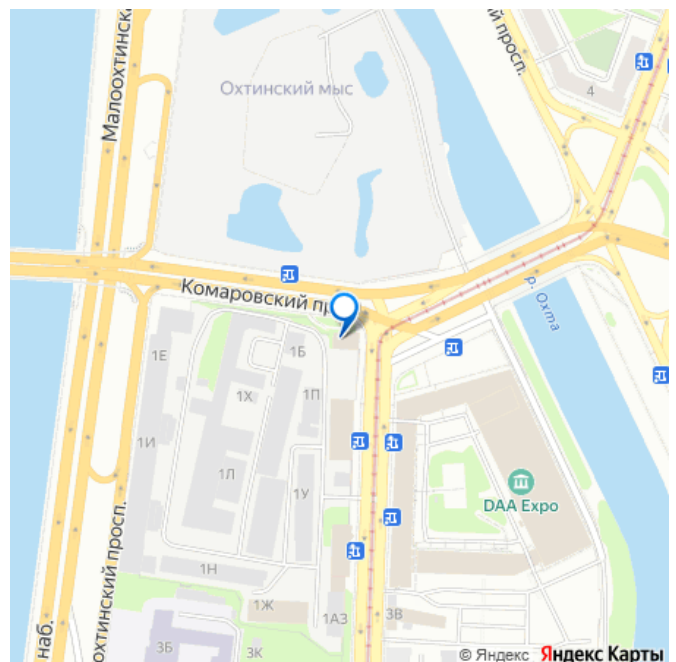 Малоохтинска
просп.
4
Охтинский мыс
Комаровский пр
р. Охта
1Е
1Б
1Х
1П
1И
1Л
1У
DAA Expo
1Н
1Ж
1АЗ
3В
3Б
3К
охтинский просп.
наб.
© Яндекс Яндекс Карты